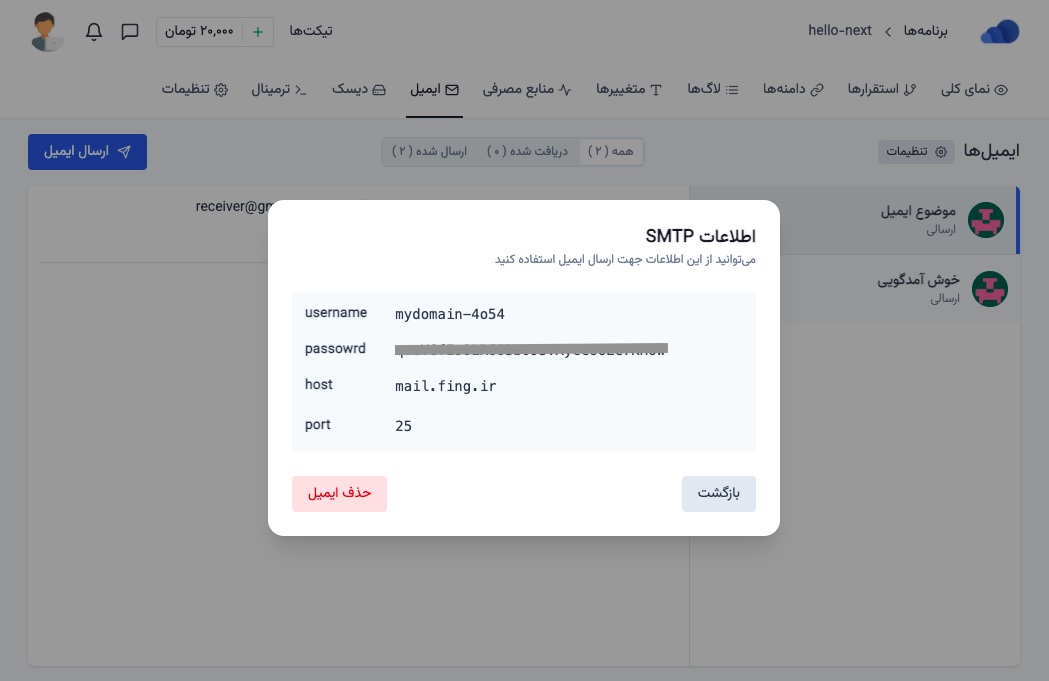 برنامه‌ها
hello-next
تیکت‌ها
+ ۲۰,۰۰۰ تومان
نمای کلی
استقرارها
دامنه‌ها
لاگ‌ها
متغییرها
منابع مصرفی
ایمیل
دیسک
ترمینال
تنظیمات
ایمیل‌ها
تنظیمات
همه ( ۲ )
دریافت شده ( ۰ )
ارسال شده ( ۲ )
ارسال ایمیل
موضوع ایمیل
ارسالی
خوش آمدگویی
ارسالی
receiver@gm
اطلاعات SMTP
می‌توانید از این اطلاعات جهت ارسال ایمیل استفاده کنید
username mydomain-4o54
passowrd
host mail.fing.ir
port 25
بازگشت
حذف ایمیل